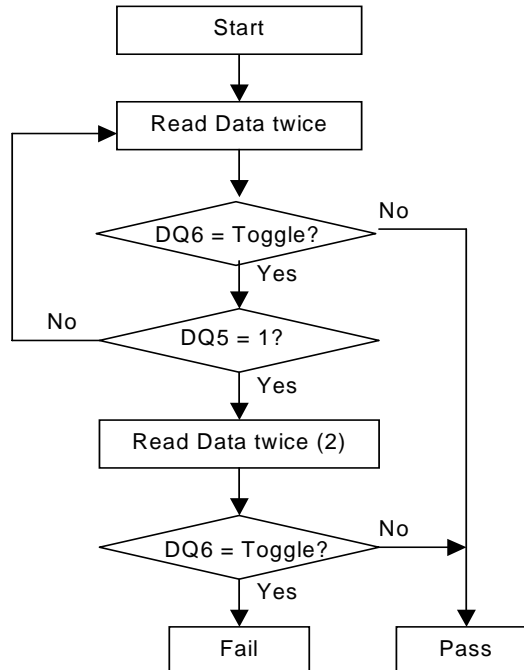 Start
Read Data twice
No
DQ6 = Toggle?
Yes
No
DQ5 = 1?
Yes
Read Data twice (2)
No
DQ6 = Toggle?
Yes
Fail
Pass